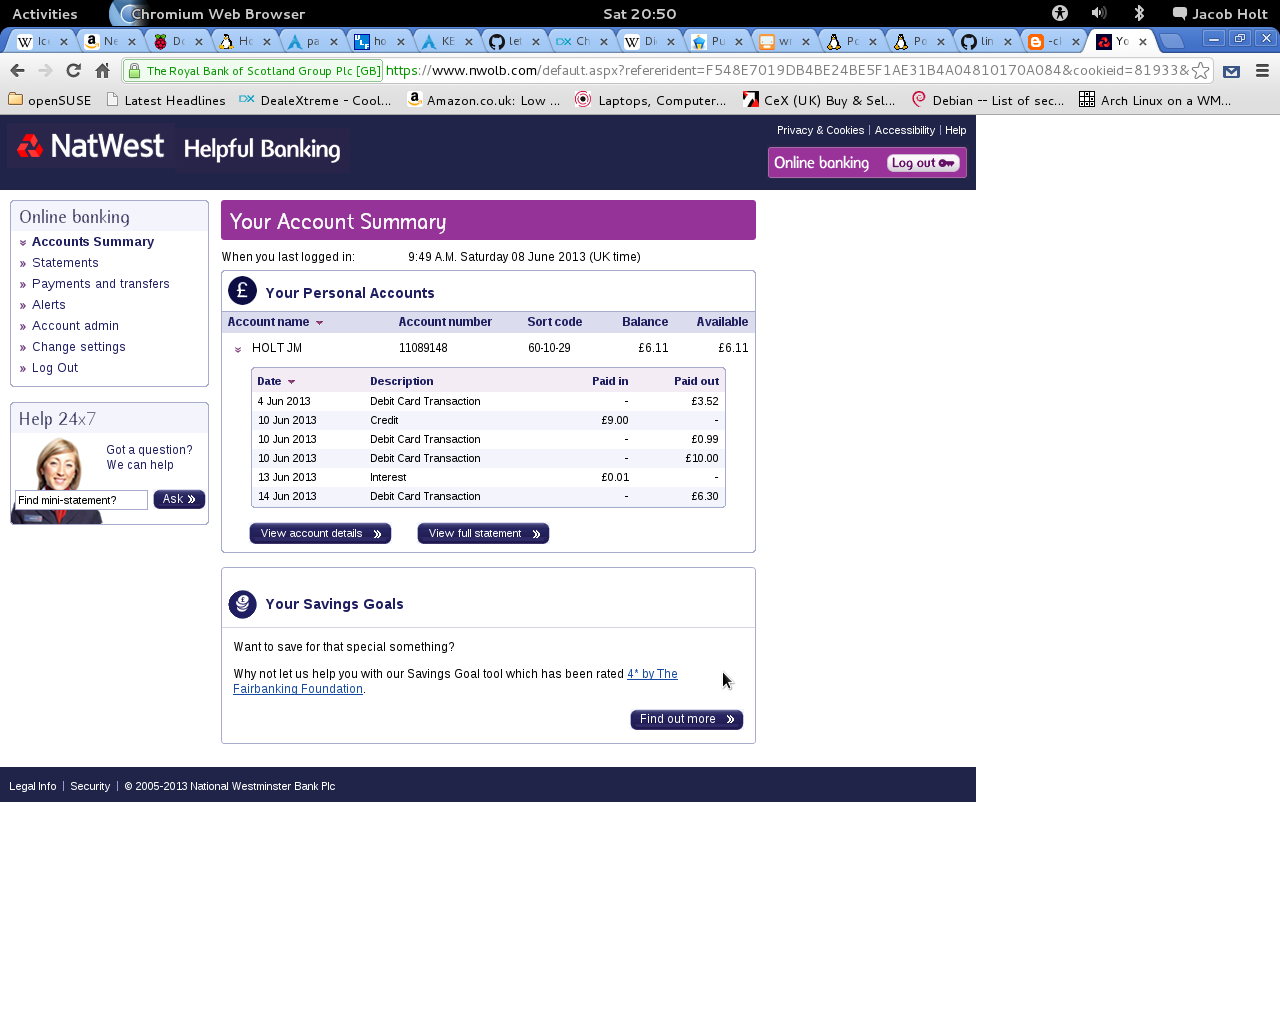 Activities Chromium Web Browser Sat 20:50 Jacob Holt
W Ic Ne De Ho pa ho KE let DX Ch W Di Pu wr Po Po lin -ck Yo
The Royal Bank of Scotland Group Plc [GB] https://www.nwolb.com/default.aspx?refererident=F548E7019DB4BE24BE5F1AE31B4A04810170A084&cookieid=81933&
openSUSE Latest Headlines DX DealeXtreme - Cool... Amazon.co.uk: Low ... Laptops, Computer... CeX (UK) Buy & Sel... Debian -- List of sec... Arch Linux on a WM...
NatWest Helpful Banking
Privacy & Cookies | Accessibility | Help
Online banking Log out
Online banking
Accounts Summary
Statements
Payments and transfers
Alerts
Account admin
Change settings
Log Out
Help 24x7
Got a question?
We can help
Find mini-statement? Ask
Your Account Summary
When you last logged in: 9:49 A.M. Saturday 08 June 2013 (UK time)
£ Your Personal Accounts
Account name Account number Sort code Balance Available
HOLT JM 11089148 60-10-29 £6.11 £6.11
Date Description Paid in Paid out
4 Jun 2013 Debit Card Transaction - £3.52
10 Jun 2013 Credit £9.00 -
10 Jun 2013 Debit Card Transaction - £0.99
10 Jun 2013 Debit Card Transaction - £10.00
13 Jun 2013 Interest £0.01 -
14 Jun 2013 Debit Card Transaction - £6.30
View account details View full statement
Your Savings Goals
Want to save for that special something?
Why not let us help you with our Savings Goal tool which has been rated 4* by The
Fairbanking Foundation.
Find out more
Legal Info | Security | © 2005-2013 National Westminster Bank Plc